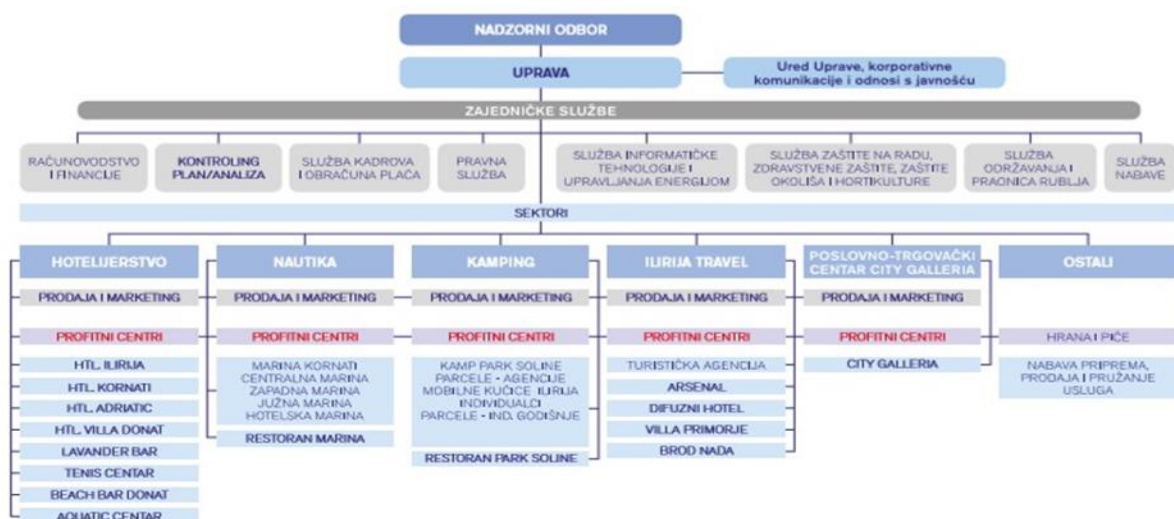 NADZORNI ODBOR
UPRAVA
Ured Uprave, korporativne
komunikacije i odnosi s javnošću
ZAJEDNIČKE SLUŽBE
RAČUNOVODSTVO
I FINANCIJE
KONTROLING
PLAN/ANALIZA
SLUŽBA KADROVA
I OBRAČUNA PLAĆA
PRAVNA
SLUŽBA
SLUŽBA INFORMATIČKE
TEHNOLOGIJE I
UPRAVLJANJA ENERGIJOM
SLUŽBA ZAŠTITE NA RADU,
ZDRAVSTVENE ZAŠTITE, ZAŠTITE
OKOLIŠA I HORTIKULTURE
SLUŽBA
ODRŽAVANJA I
PRAONICA RUBLJA
SLUŽBA
NABAVE
SEKTORI
HOTELIJERSTVO
PRODAJA I MARKETING
PROFITNI CENTRI
HTL. ILIRIJA
HTL. KORNATI
HTL. ADRIATIC
HTL. VILLA DONAT
LAVANDER BAR
TENIS CENTAR
BEACH BAR DONAT
AQUATIC CENTAR
NAUTIKA
PRODAJA I MARKETING
PROFITNI CENTRI
MARINA KORNATI
CENTRALNA MARINA
ZAPADNA MARINA
JUŽNA MARINA
HOTELSKA MARINA
RESTORAN MARINA
KAMPING
PRODAJA I MARKETING
PROFITNI CENTRI
KAMP PARK SOLINE
PARCELE - AGENCIJE
MOBILNE KUĆICE ILIRIJA
INDIVIDUALCI
PARCELE - IND. GODIŠNJE
RESTORAN PARK SOLINE
ILIRIJA TRAVEL
PRODAJA I MARKETING
PROFITNI CENTRI
TURISTIČKA AGENCIJA
ARSENAL
DIFUZNI HOTEL
VILLA PRIMORJE
BROD NADA
POSLOVNO-TRGOVAČKI
CENTAR CITY GALLERIA
PRODAJA I MARKETING
PROFITNI CENTRI
CITY GALLERIA
OSTALI
HRANA I PIĆE
NABAVA PRIPREMA,
PRODAJA I PRUŽANJE
USLUGA